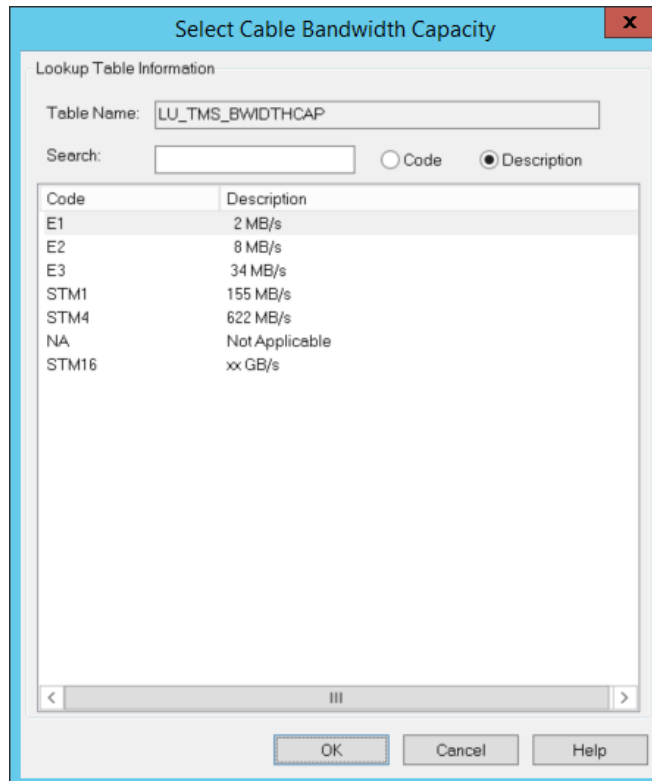 Select Cable Bandwidth Capacity
x
Lookup Table Information
Table Name: LU_TMS_BWIDTHCAP
Search: Code Description
Code Description
E1 2 MB/s
E2 8 MB/s
E3 34 MB/s
STM1 155 MB/s
STM4 622 MB/s
NA Not Applicable
STM16 xx GB/s
OK Cancel Help